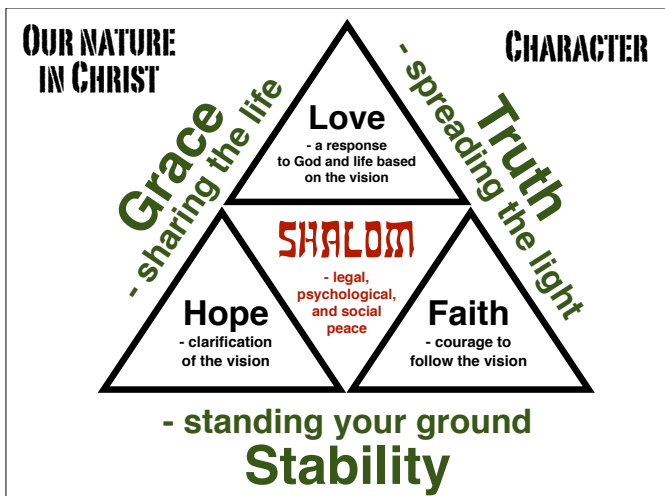 OUR NATURE
IN CHRIST
CHARACTER
Grace
- sharing the life
Truth
- spreading the light
Love
- a response
to God and life based
on the vision
SHALOM
- legal,
psychological,
and social
peace
Hope
- clarification
of the vision
Faith
- courage to
follow the vision
- standing your ground
Stability